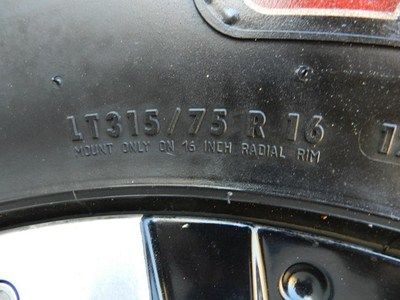 LT315/75 R 16
MOUNT ONLY ON 16 INCH RADIAL RIM